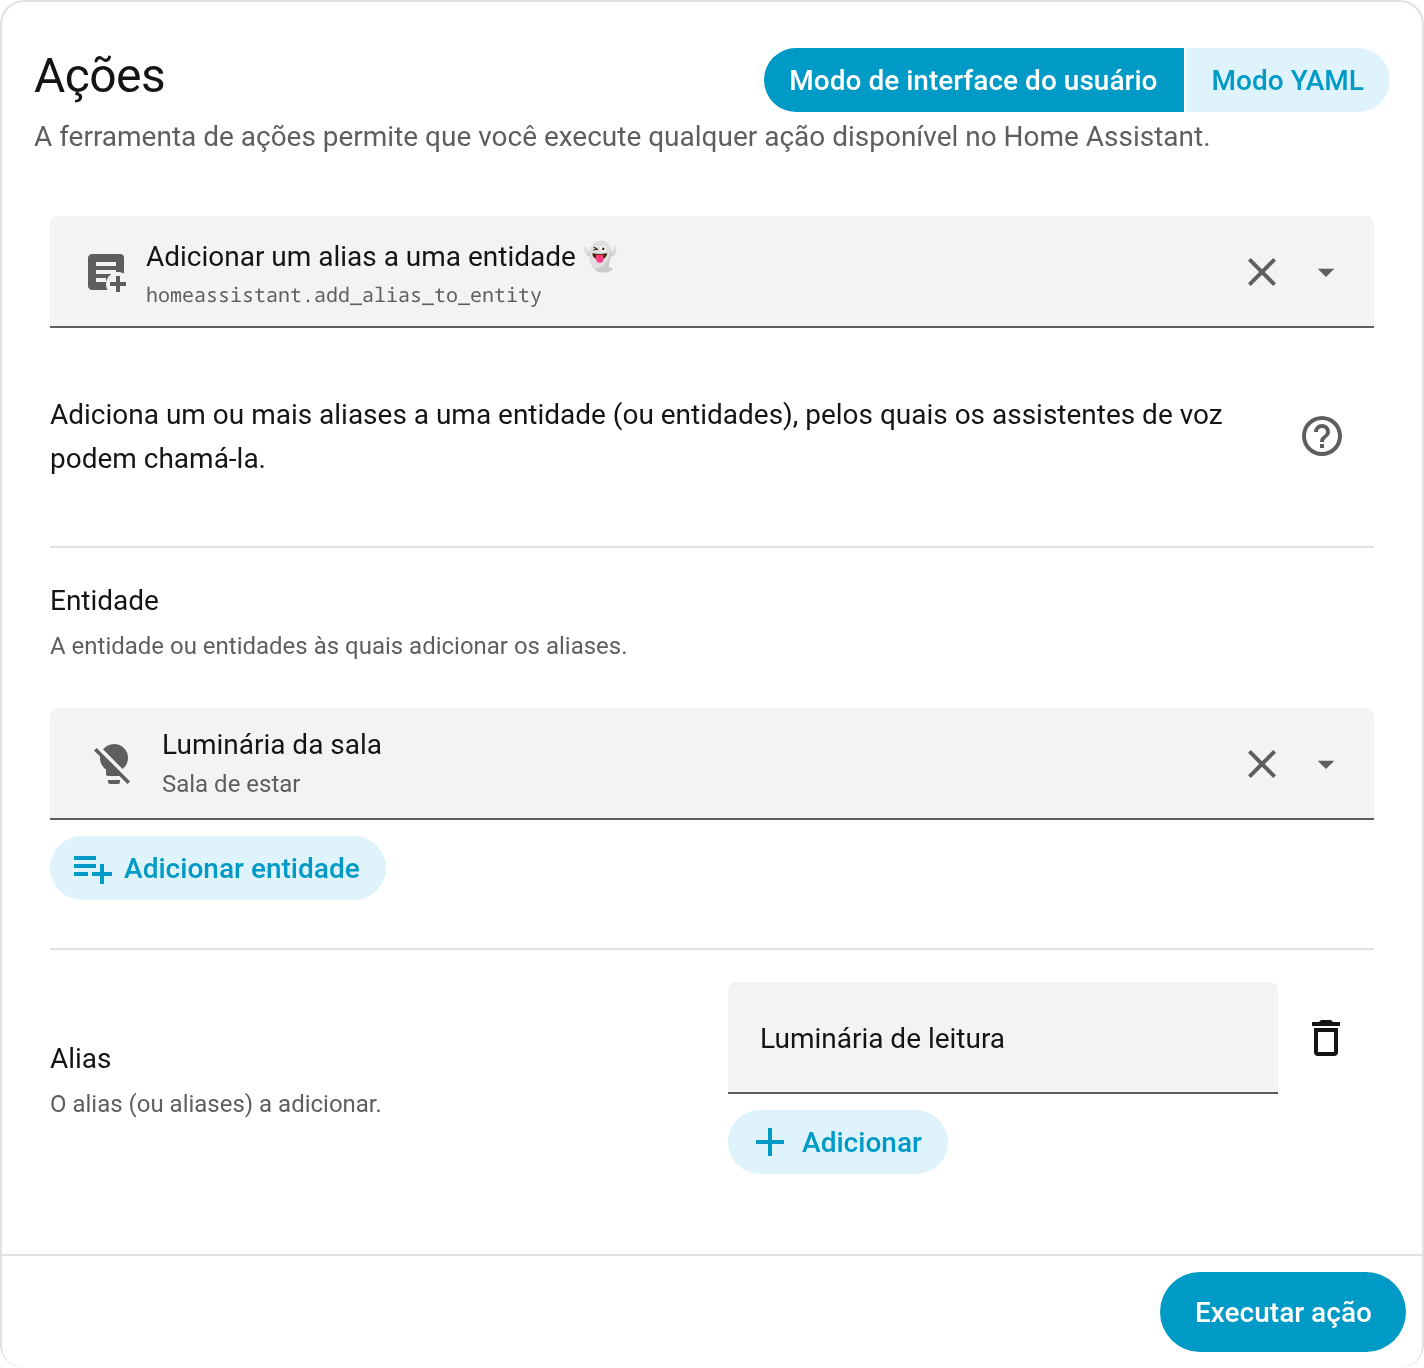 Ações
Modo de interface do usuário
Modo YAML
A ferramenta de ações permite que você execute qualquer ação disponível no Home Assistant.
Adicionar um alias a uma entidade 👻
homeassistant.add_alias_to_entity
Adiciona um ou mais aliases a uma entidade (ou entidades), pelos quais os assistentes de voz
podem chamá-la.
Entidade
A entidade ou entidades às quais adicionar os aliases.
Luminária da sala
Sala de estar
Adicionar entidade
Luminária de leitura
Alias
O alias (ou aliases) a adicionar.
Adicionar
Executar ação